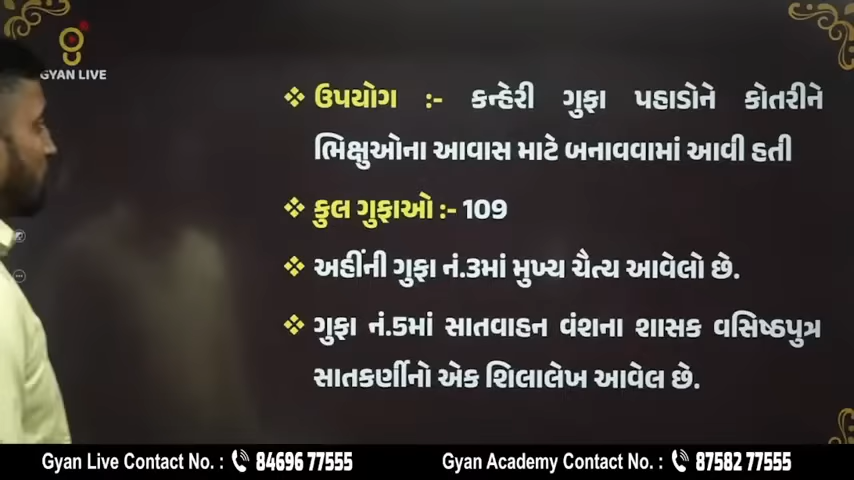 GYAN LIVE
❖ ઉપયોગ :- કન્હેરી ગુફા પહાડોને કોતરીને
ભિક્ષુઓના આવાસ માટે બનાવવામાં આવી હતી
❖ કુલ ગુફાઓ :- 109
❖ અહીંની ગુફા નં.3માં મુખ્ય ચૈત્ય આવેલો છે.
❖ ગુફા નં.5માં સાતવાહન વંશના શાસક વસિષ્ઠપુત્ર
સાતકર્ણીનો એક શિલાલેખ આવેલ છે.
Gyan Live Contact No. : 84696 77555
Gyan Academy Contact No. : 87582 77555